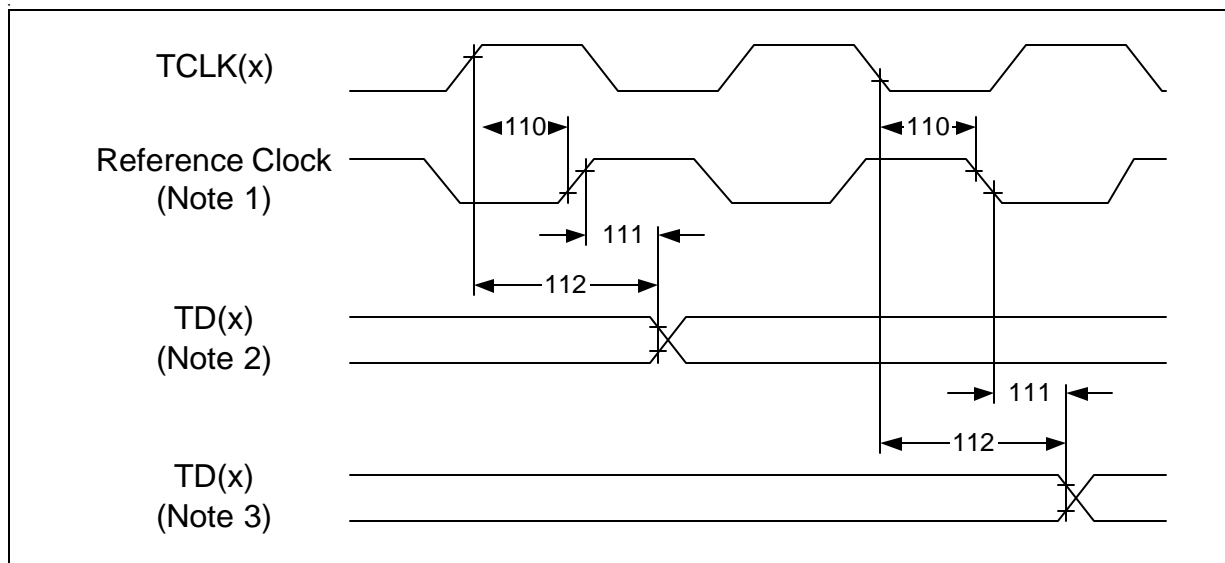 TCLK(x)
110
110
Reference Clock
(Note 1)
111
112
TD(x)
(Note 2)
111
112
TD(x)
(Note 3)